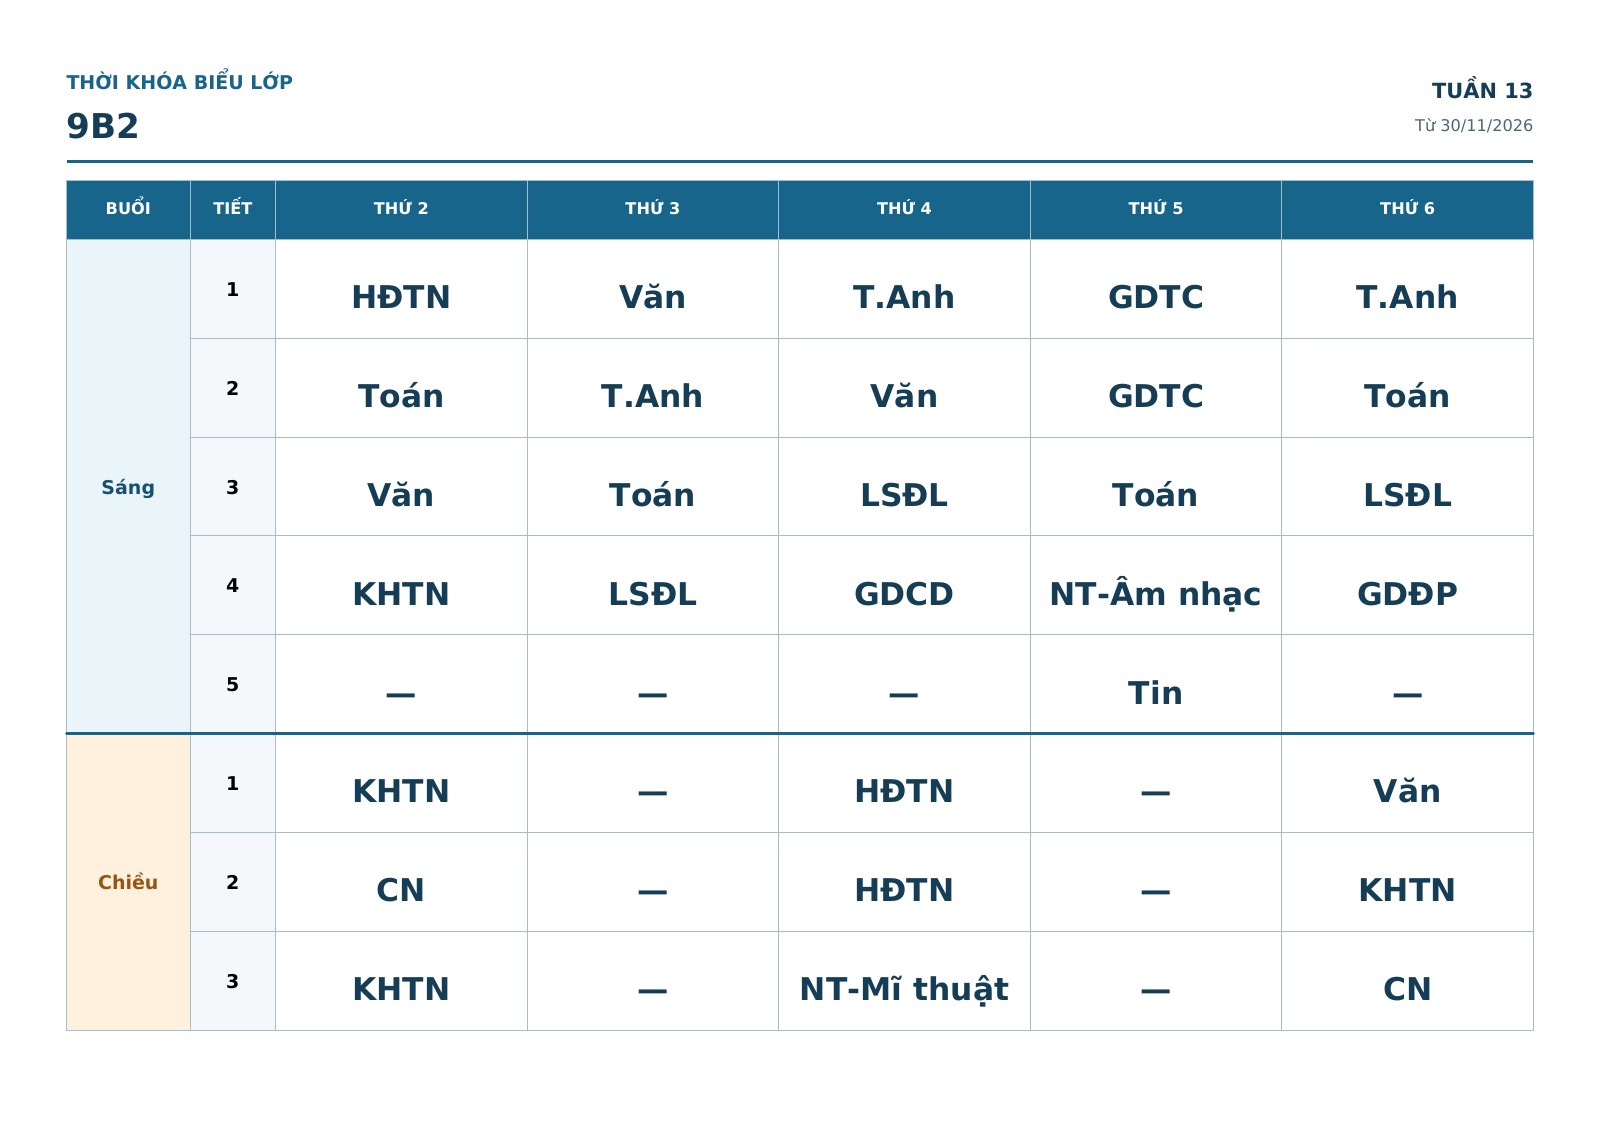 THỜI KHÓA BIỂU LỚP
9B2
TUẦN 13
Từ 30/11/2026
BUỔI TIẾT THỨ 2 THỨ 3 THỨ 4 THỨ 5 THỨ 6
Sáng
1 HĐTN Văn T.Anh GDTC T.Anh
2 Toán T.Anh Văn GDTC Toán
3 Văn Toán LSĐL Toán LSĐL
4 KHTN LSĐL GDCD NT-Âm nhạc GDĐP
5 — — — Tin —
Chiều
1 KHTN — HĐTN — Văn
2 CN — HĐTN — KHTN
3 KHTN — NT-Mĩ thuật — CN